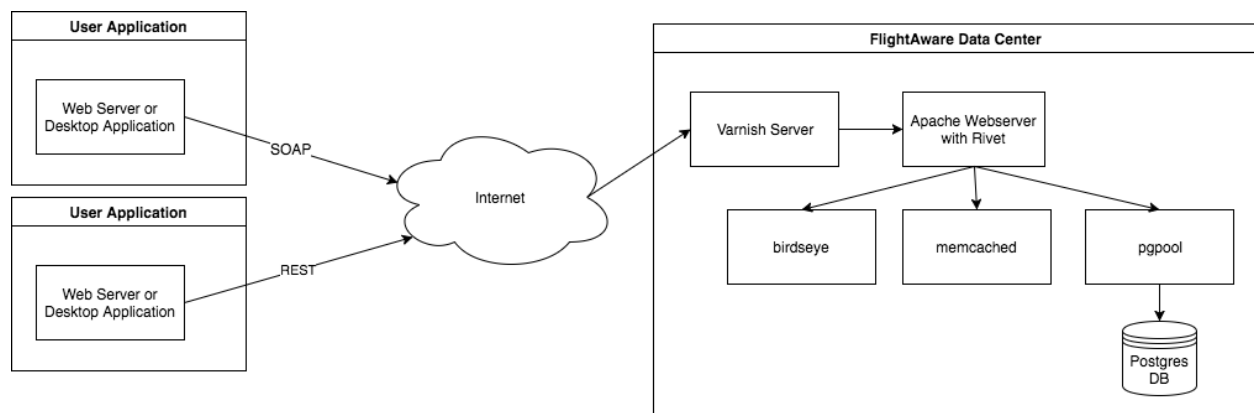 User Application
Web Server or
Desktop Application
SOAP
User Application
Web Server or
Desktop Application
REST
Internet
FlightAware Data Center
Varnish Server
Apache Webserver
with Rivet
birdseye
memcached
pgpool
Postgres
DB